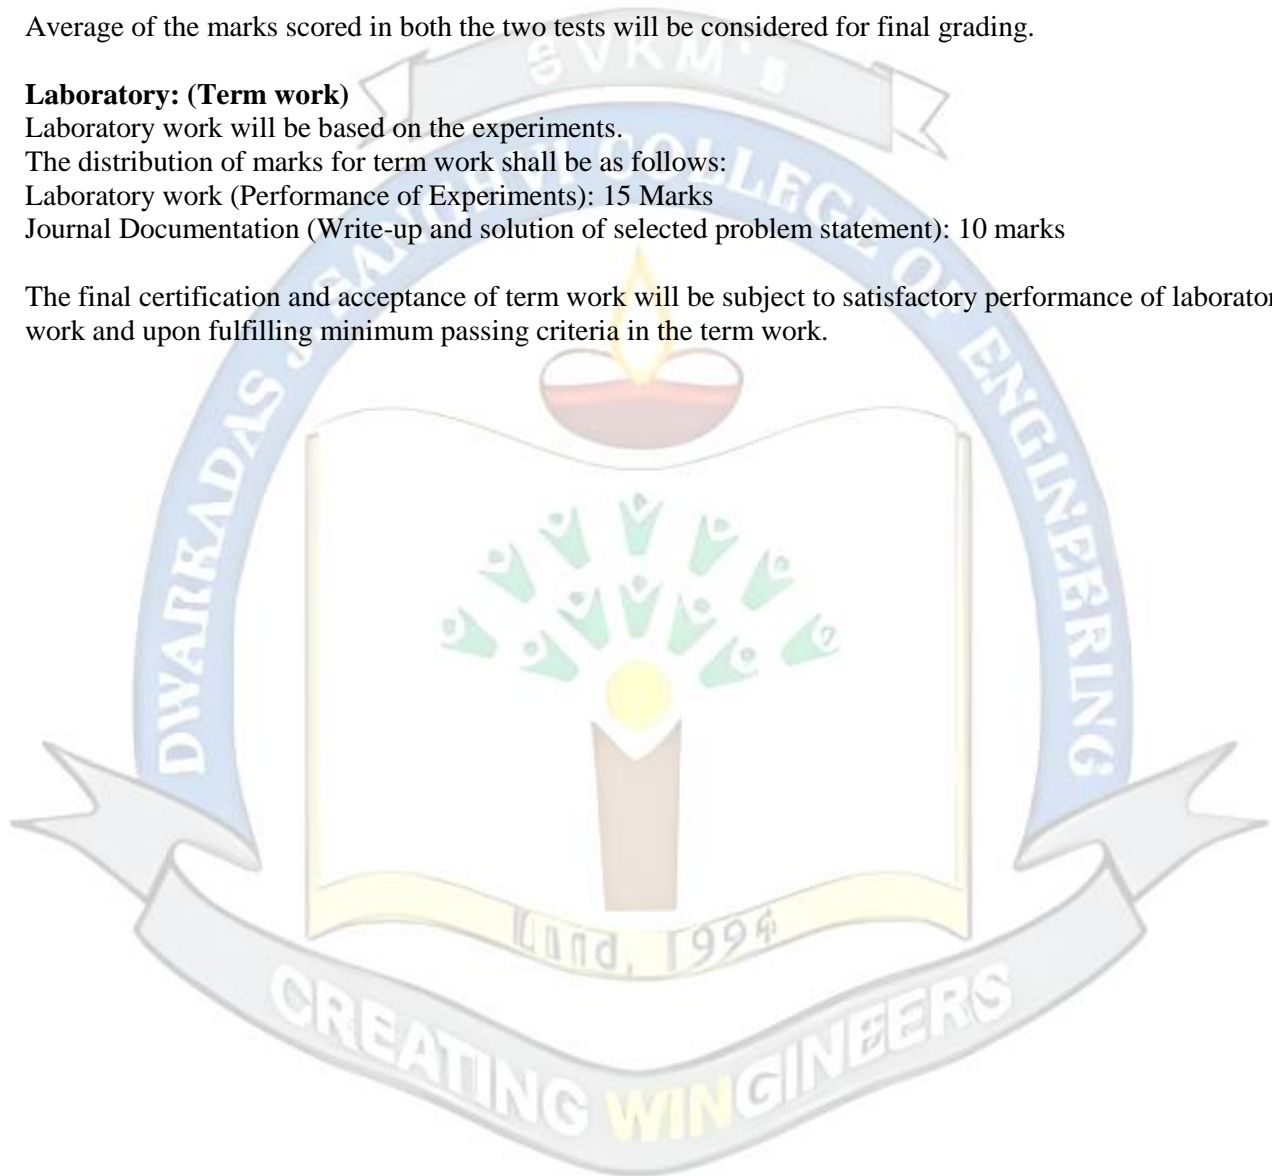 Average of the marks scored in both the two tests will be considered for final grading.
Laboratory: (Term work)
Laboratory work will be based on the experiments.
The distribution of marks for term work shall be as follows:
Laboratory work (Performance of Experiments): 15 Marks
Journal Documentation (Write-up and solution of selected problem statement): 10 marks
The final certification and acceptance of term work will be subject to satisfactory performance of laborator
work and upon fulfilling minimum passing criteria in the term work.
SVKM's
DWARKADAS J. SANGHVI COLLEGE OF ENGINEERING
1994
CREATING WINGINEERS